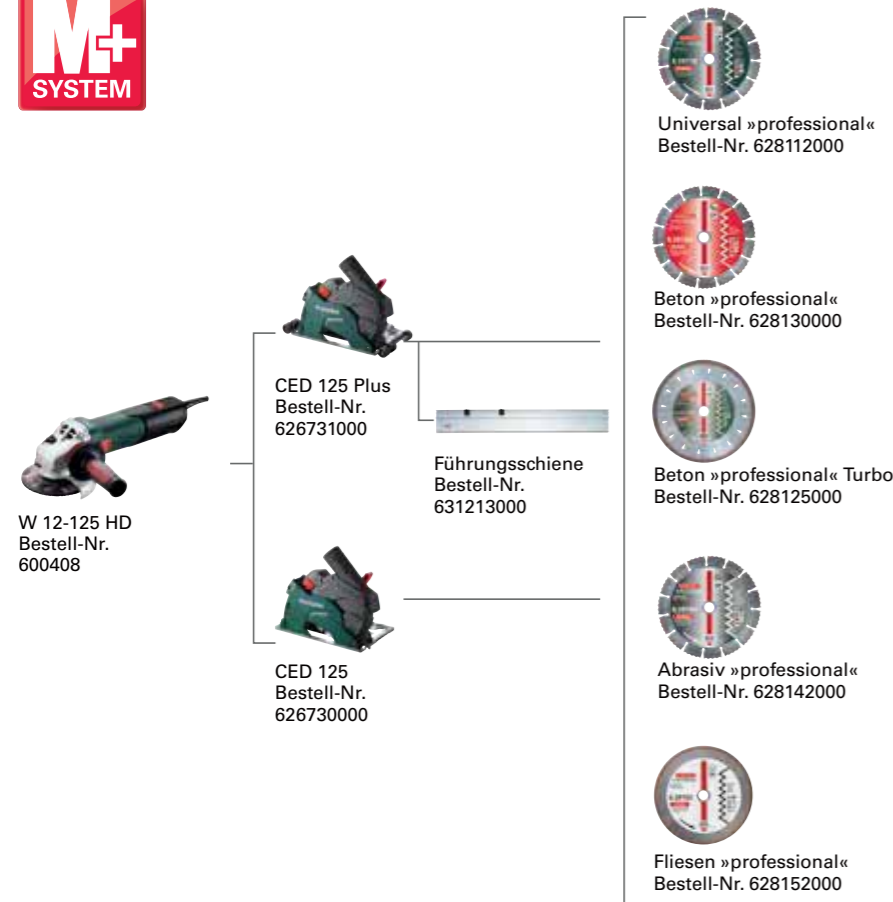 M+
SYSTEM
Universal »professional«
Bestell-Nr. 628112000
Beton »professional«
Bestell-Nr. 628130000
CED 125 Plus
Bestell-Nr.
626731000
Führungsschiene
Bestell-Nr.
631213000
Beton »professional« Turbo
Bestell-Nr. 628125000
W 12-125 HD
Bestell-Nr.
600408
CED 125
Bestell-Nr.
626730000
Abrasiv »professional«
Bestell-Nr. 628142000
Fliesen »professional«
Bestell-Nr. 628152000